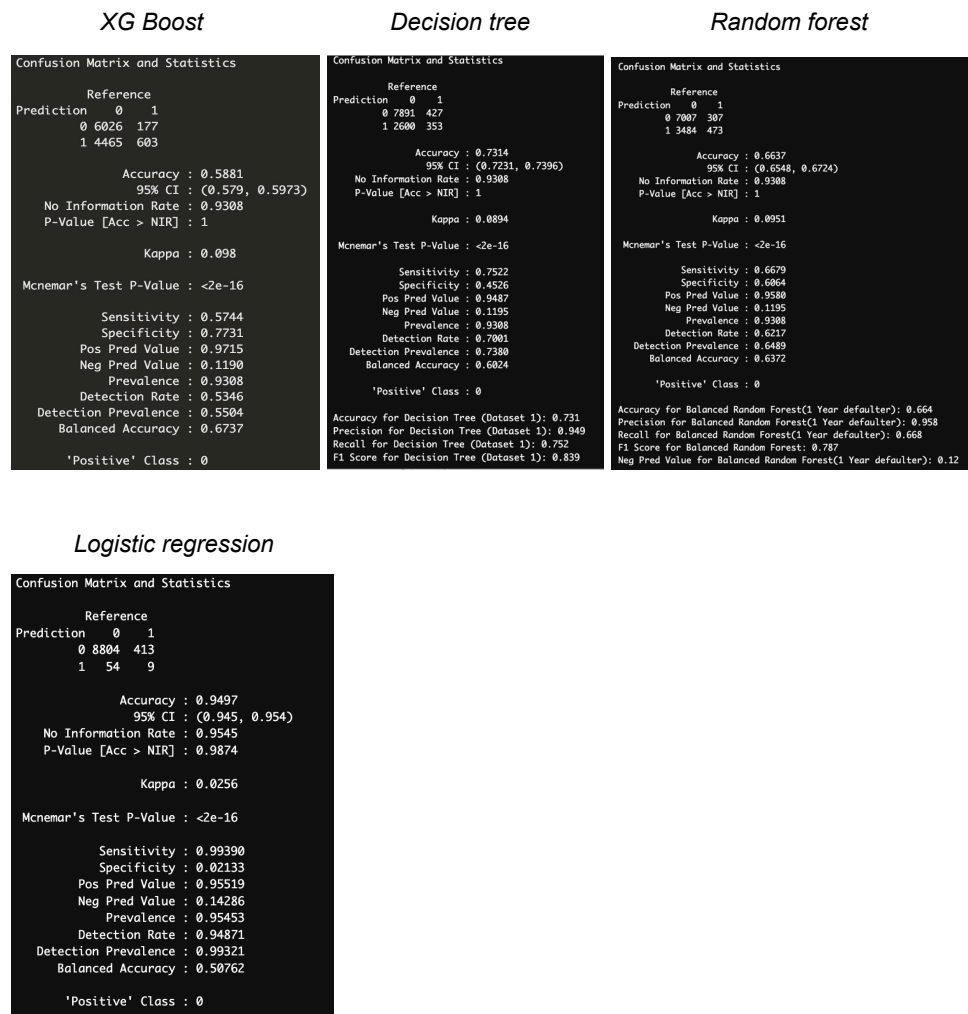 XG Boost
Confusion Matrix and Statistics
Reference
Prediction 0 1
0 6026 177
1 4465 603
Accuracy : 0.5881
95% CI : (0.579, 0.5973)
No Information Rate : 0.9308
P-Value [Acc > NIR] : 1
Kappa : 0.098
Mcnemar's Test P-Value : <2e-16
Sensitivity : 0.5744
Specificity : 0.7731
Pos Pred Value : 0.9715
Neg Pred Value : 0.1190
Prevalence : 0.9308
Detection Rate : 0.5346
Detection Prevalence : 0.5504
Balanced Accuracy : 0.6737
'Positive' Class : 0
Decision tree
Confusion Matrix and Statistics
Reference
Prediction 0 1
0 7891 427
1 2600 353
Accuracy : 0.7314
95% CI : (0.7231, 0.7396)
No Information Rate : 0.9308
P-Value [Acc > NIR] : 1
Kappa : 0.0894
Mcnemar's Test P-Value : <2e-16
Sensitivity : 0.7522
Specificity : 0.4526
Pos Pred Value : 0.9487
Neg Pred Value : 0.1195
Prevalence : 0.9308
Detection Rate : 0.7001
Detection Prevalence : 0.7380
Balanced Accuracy : 0.6024
'Positive' Class : 0
Accuracy for Decision Tree (Dataset 1): 0.731
Precision for Decision Tree (Dataset 1): 0.949
Recall for Decision Tree (Dataset 1): 0.752
F1 Score for Decision Tree (Dataset 1): 0.839
Random forest
Confusion Matrix and Statistics
Reference
Prediction 0 1
0 7007 307
1 3484 473
Accuracy : 0.6637
95% CI : (0.6548, 0.6724)
No Information Rate : 0.9308
P-Value [Acc > NIR] : 1
Kappa : 0.0951
Mcnemar's Test P-Value : <2e-16
Sensitivity : 0.6679
Specificity : 0.6064
Pos Pred Value : 0.9580
Neg Pred Value : 0.1195
Prevalence : 0.9308
Detection Rate : 0.6217
Detection Prevalence : 0.6489
Balanced Accuracy : 0.6372
'Positive' Class : 0
Accuracy for Balanced Random Forest(1 Year defaulter): 0.664
Precision for Balanced Random Forest(1 Year defaulter): 0.958
Recall for Balanced Random Forest(1 Year defaulter): 0.668
F1 Score for Balanced Random Forest: 0.787
Neg Pred Value for Balanced Random Forest(1 Year defaulter): 0.12
Logistic regression
Confusion Matrix and Statistics
Reference
Prediction 0 1
0 8804 413
1 54 9
Accuracy : 0.9497
95% CI : (0.945, 0.954)
No Information Rate : 0.9545
P-Value [Acc > NIR] : 0.9874
Kappa : 0.0256
Mcnemar's Test P-Value : <2e-16
Sensitivity : 0.99390
Specificity : 0.02133
Pos Pred Value : 0.95519
Neg Pred Value : 0.14286
Prevalence : 0.95453
Detection Rate : 0.94871
Detection Prevalence : 0.99321
Balanced Accuracy : 0.50762
'Positive' Class : 0